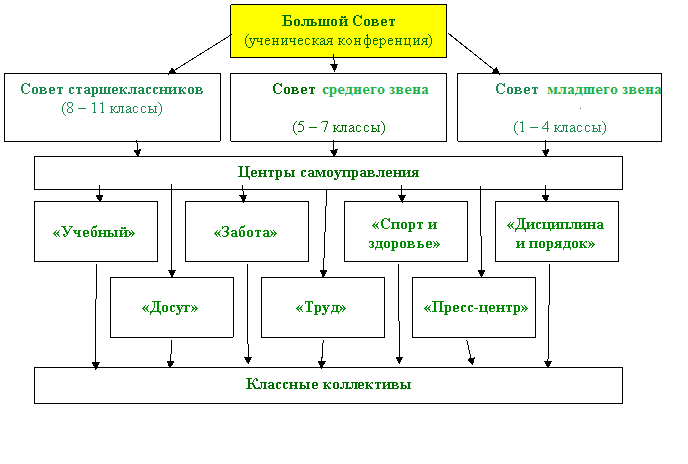 Большой Совет
(ученическая конференция)
Совет старшеклассников
(8 – 11 классы)
Совет среднего звена
(5 – 7 классы)
Совет младшего звена
.
(1 – 4 классы)
Центры самоуправления
«Учебный»
«Забота»
«Спорт и
здоровье»
«Дисциплина
и порядок»
«Досуг»
«Труд»
«Пресс-центр»
Классные коллективы